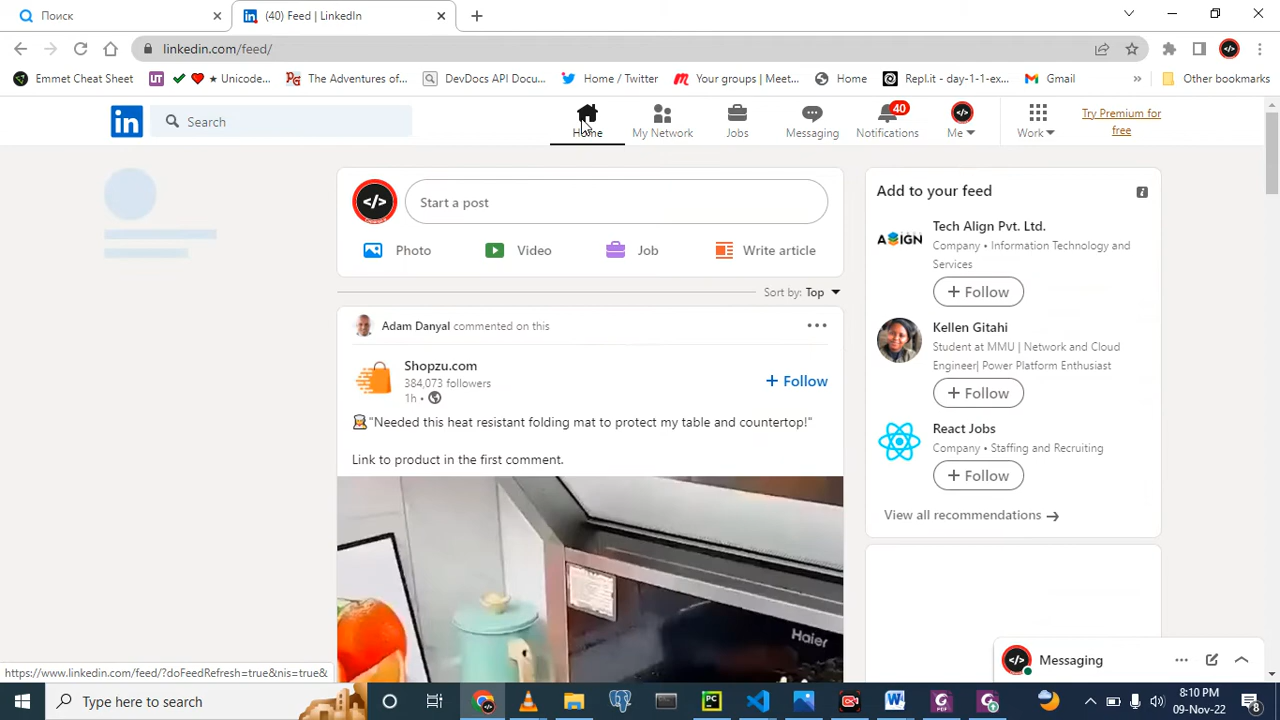 Поиск
(40) Feed | LinkedIn
linkedin.com/feed/
Emmet Cheat Sheet
UT
★ Unicode...
PG
The Adventures of...
DevDocs API Docu...
Home / Twitter
Your groups | Meet...
Home
Repl.it - day-1-1-ex...
Gmail
»
Other bookmarks
in
Search
Home
My Network
Jobs
Messaging
40
Notifications
Me
Work
Try Premium for
free
</>
Start a post
Photo
Video
Job
Write article
Sort by: Top
Adam Danyal commented on this
Shopzu.com
384,073 followers
1h •
+ Follow
"Needed this heat resistant folding mat to protect my table and countertop!"
Link to product in the first comment.
Haier
Add to your feed
ASIGN
Tech Align Pvt. Ltd.
Company • Information Technology and
Services
+ Follow
Kellen Gitahi
Student at MMU | Network and Cloud
Engineer| Power Platform Enthusiast
+ Follow
React Jobs
Company • Staffing and Recruiting
+ Follow
View all recommendations →
</>
Messaging
https://www.linkedin.com/feed/?doFeedRefresh=true&nis=true&
Type here to search
8:10 PM
09-Nov-22
8